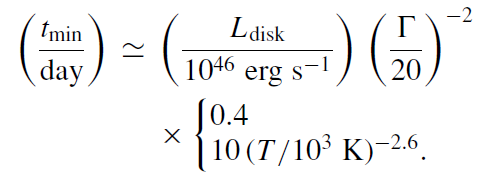 (t_min / day) ≃ (L_disk / 10^46 erg s^−1) (Γ / 20)^−2
× { 0.4
10 (T/10^3 K)^−2.6.